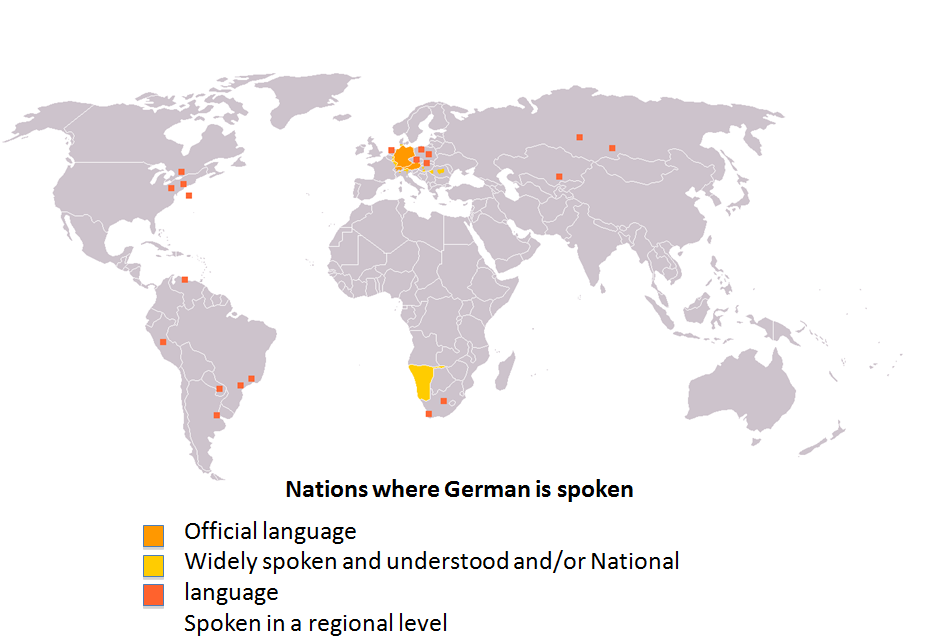 Nations where German is spoken
Official language
Widely spoken and understood and/or National
language
Spoken in a regional level